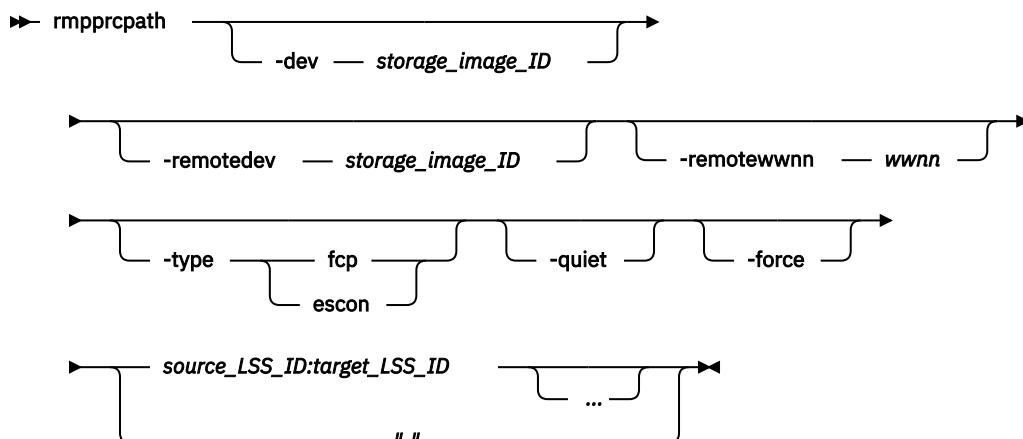 rmpprcpath
-dev storage_image_ID
-remotedev storage_image_ID -remotewwnn wwnn
-type fcp -quiet -force
escon
source_LSS_ID:target_LSS_ID
...